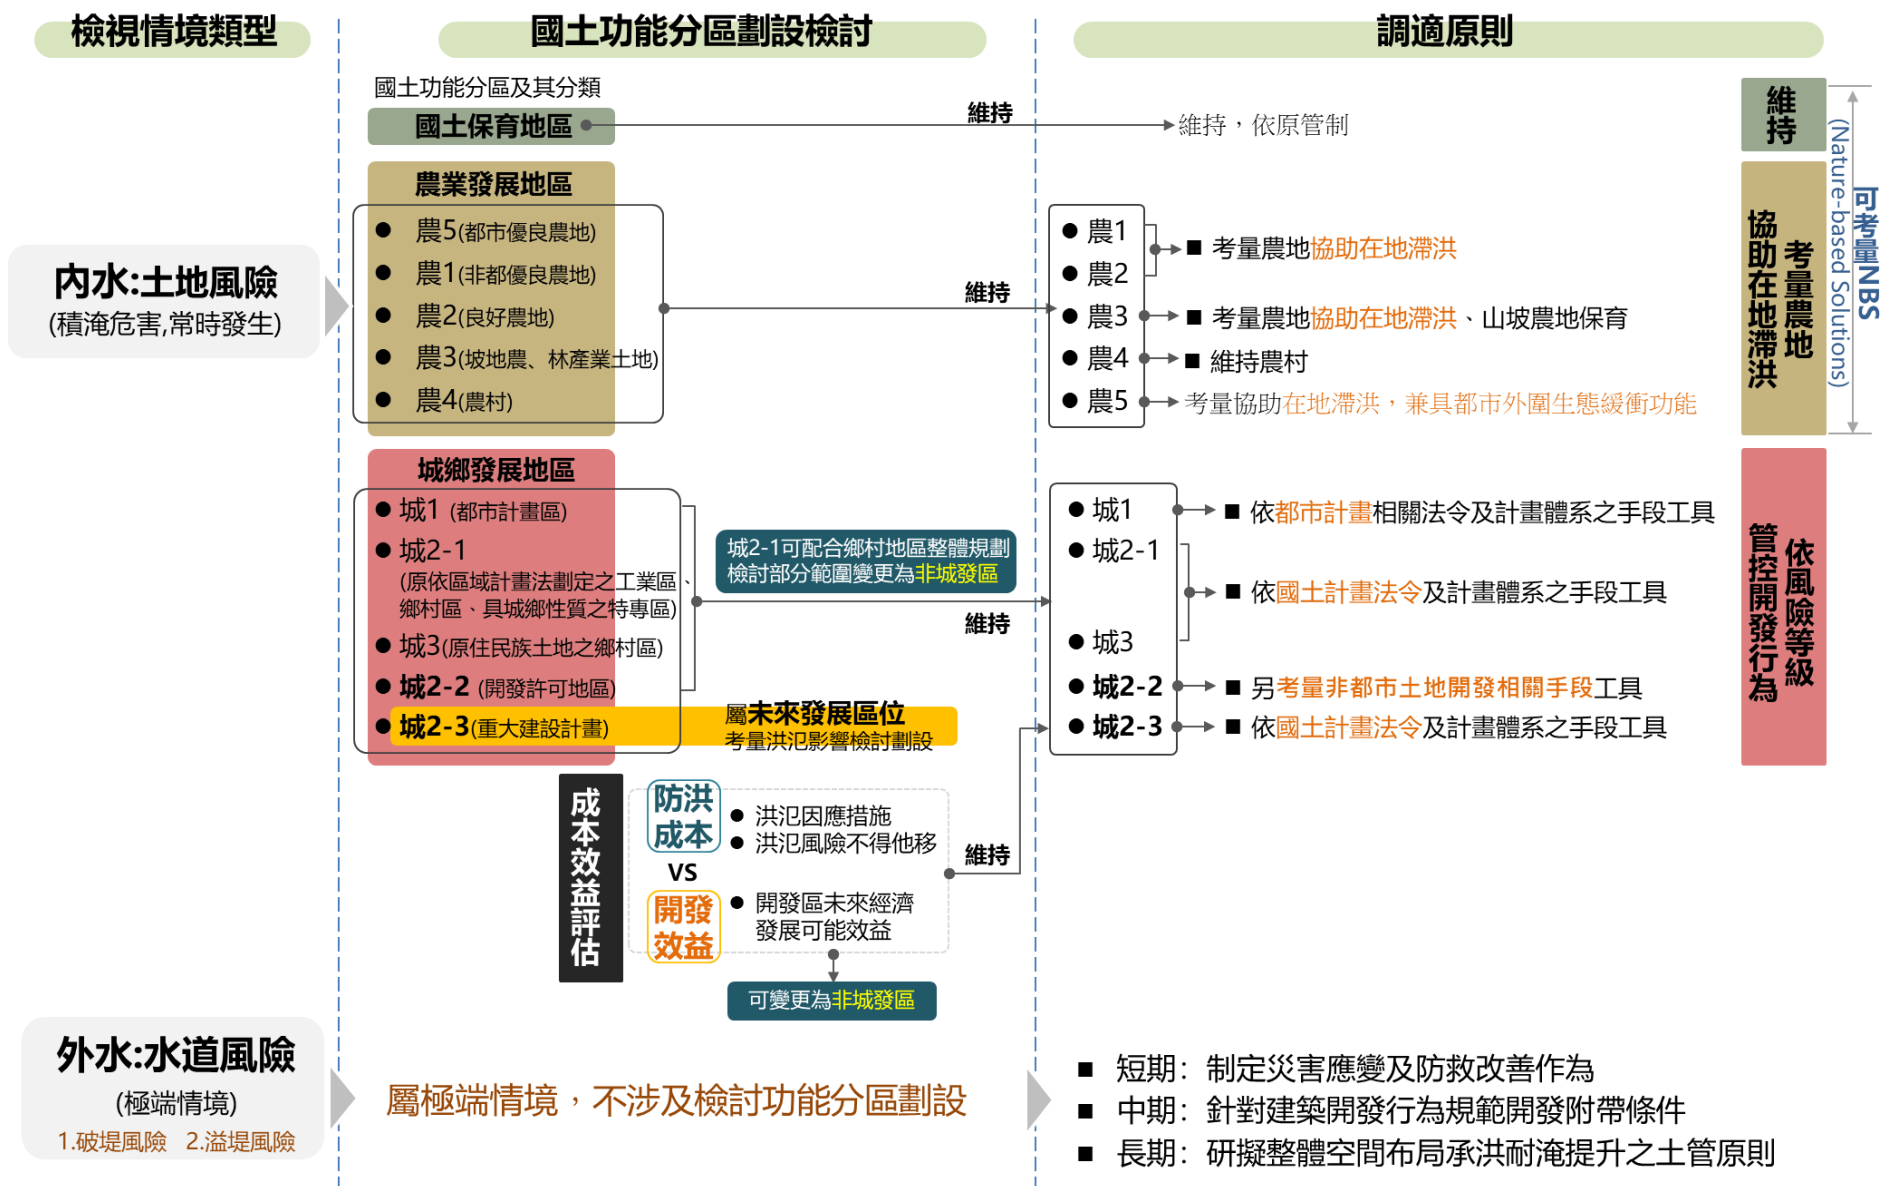 檢視情境類型
國土功能分區劃設檢討
調適原則
國土功能分區及其分類
國土保育地區
維持
維持，依原管制
維持
內水:土地風險
(積淹危害,常時發生)
農業發展地區
農5(都市優良農地)
農1(非都優良農地)
農2(良好農地)
農3(坡地農、林產業土地)
農4(農村)
維持
農1
農2
考量農地協助在地滯洪
農3
考量農地協助在地滯洪、山坡農地保育
農4
維持農村
農5
考量協助在地滯洪，兼具都市外圍生態緩衝功能
考量農地
協助在地滯洪
可考量NBS
(Nature-based Solutions)
城鄉發展地區
城1 (都市計畫區)
城2-1
(原依區域計畫法劃定之工業區、
鄉村區、具城鄉性質之特專區)
城3(原住民族土地之鄉村區)
城2-2 (開發許可地區)
城2-3(重大建設計畫)
屬未來發展區位
考量洪氾影響檢討劃設
城2-1可配合鄉村地區整體規劃
檢討部分範圍變更為非城發區
維持
城1
依都市計畫相關法令及計畫體系之手段工具
城2-1
依國土計畫法令及計畫體系之手段工具
城3
城2-2
另考量非都市土地開發相關手段工具
城2-3
依國土計畫法令及計畫體系之手段工具
依風險等級
管控開發行為
成本效益評估
防洪
成本
洪氾因應措施
洪氾風險不得他移
VS
開發
效益
開發區未來經濟
發展可能效益
維持
可變更為非城發區
外水:水道風險
(極端情境)
1.破堤風險 2.溢堤風險
屬極端情境，不涉及檢討功能分區劃設
短期：制定災害應變及防救改善作為
中期：針對建築開發行為規範開發附帶條件
長期：研擬整體空間布局承洪耐淹提升之土管原則